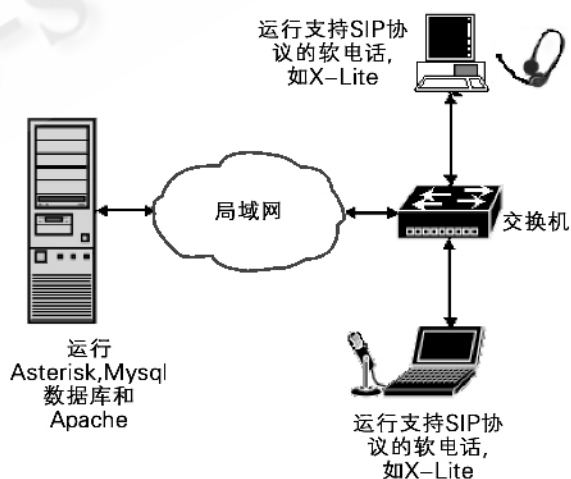 运行支持SIP协
议的软电话,
如X-Lite
局域网
交换机
运行
Asterisk,Mysql
数据库和
Apache
运行支持SIP协
议的软电话,
如X-Lite